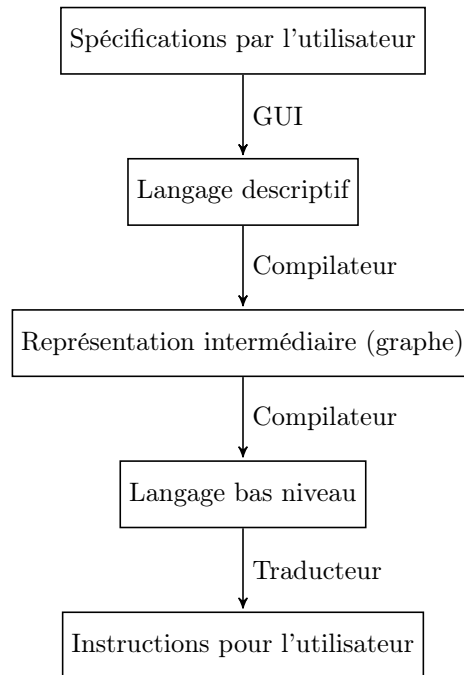 Spécifications par l'utilisateur
GUI
Langage descriptif
Compilateur
Représentation intermédiaire (graphe)
Compilateur
Langage bas niveau
Traducteur
Instructions pour l'utilisateur